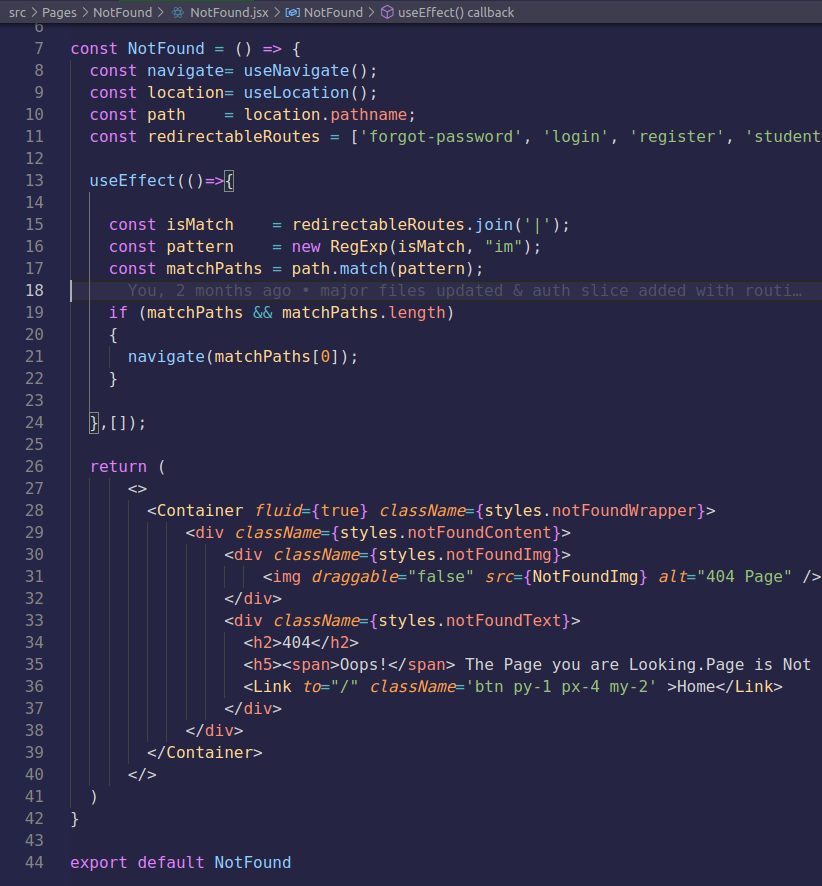 src > Pages > NotFound > NotFound.jsx > NotFound > useEffect() callback
6
7 const NotFound = () => {
8 const navigate= useNavigate();
9 const location= useLocation();
10 const path = location.pathname;
11 const redirectableRoutes = ['forgot-password', 'login', 'register', 'student
12
13 useEffect(()=>{
14
15 const isMatch = redirectableRoutes.join('|');
16 const pattern = new RegExp(isMatch, "im");
17 const matchPaths = path.match(pattern);
18 You, 2 months ago • major files updated & auth slice added with routi…
19 if (matchPaths && matchPaths.length)
20 {
21 navigate(matchPaths[0]);
22 }
23
24 },[]);
25
26 return (
27 <>
28 <Container fluid={true} className={styles.notFoundWrapper}>
29 <div className={styles.notFoundContent}>
30 <div className={styles.notFoundImg}>
31 <img draggable="false" src={NotFoundImg} alt="404 Page" />
32 </div>
33 <div className={styles.notFoundText}>
34 <h2>404</h2>
35 <h5><span>Oops!</span> The Page you are Looking.Page is Not
36 <Link to="/" className='btn py-1 px-4 my-2' >Home</Link>
37 </div>
38 </div>
39 </Container>
40 </>
41 )
42 }
43
44 export default NotFound